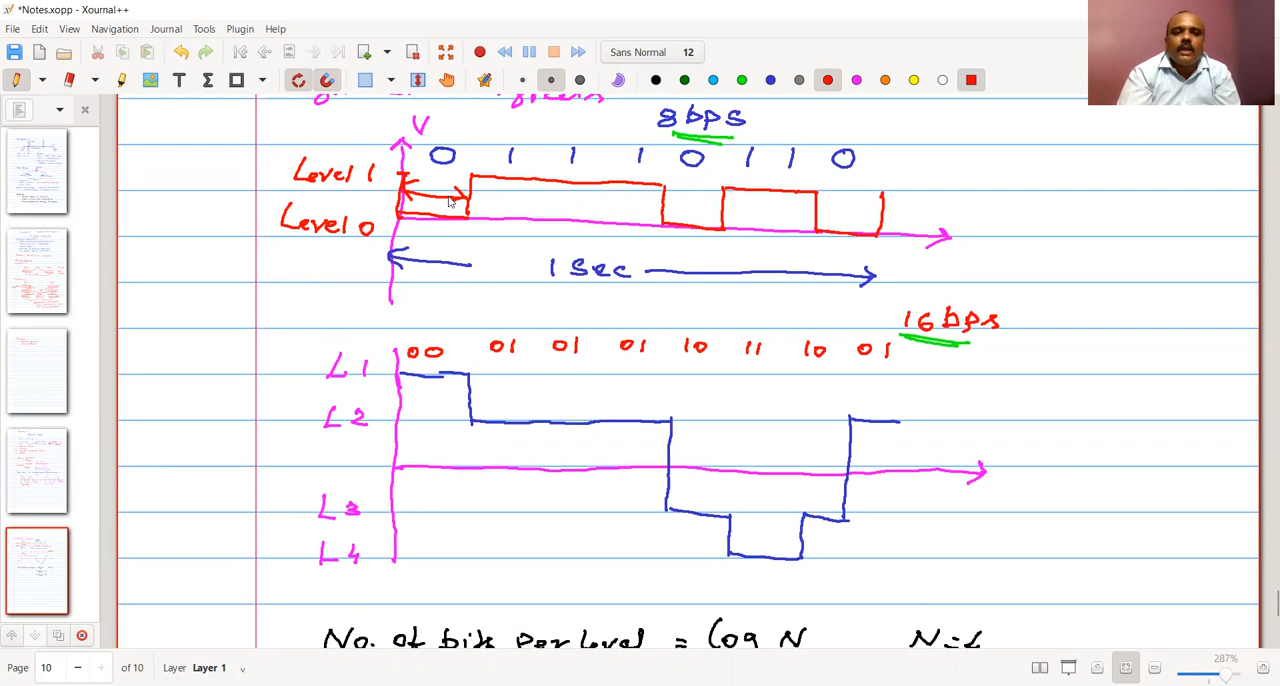 *Notes.xopp - Xournal++
File Edit View Navigation Journal Tools Plugin Help
Sans Normal 12
8bps
V
0 1 1 1 0 1 1 0
Level 1
Level 0
1 Sec
16bps
00 01 01 01 10 11 10 01
L1
L2
L3
L4
No. of bits per level = Log N N=4
Page 10 of 10 Layer Layer 1
287%